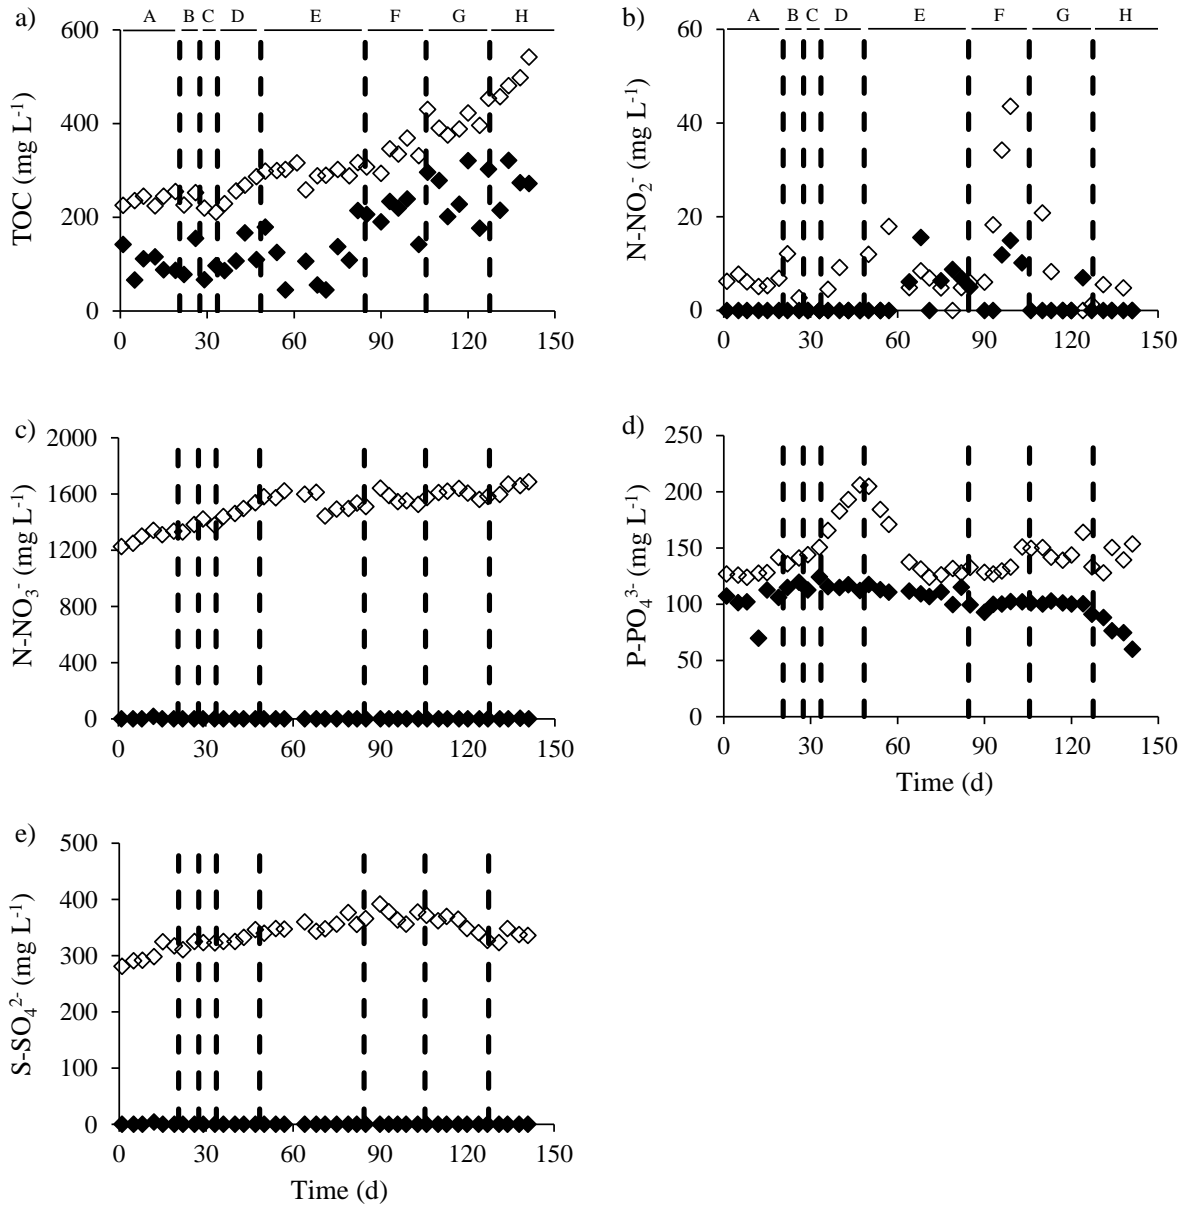 a)
A B C D E F G H
600
400
200
0
TOC (mg L⁻¹)
0 30 60 90 120 150
b)
A B C D E F G H
60
40
20
0
N-NO₂⁻ (mg L⁻¹)
0 30 60 90 120 150
c)
2000
1600
1200
800
400
0
N-NO₃⁻ (mg L⁻¹)
0 30 60 90 120 150
d)
250
200
150
100
50
0
P-PO₄³⁻ (mg L⁻¹)
0 30 60 90 120 150
Time (d)
e)
500
400
300
200
100
0
S-SO₄²⁻ (mg L⁻¹)
0 30 60 90 120 150
Time (d)